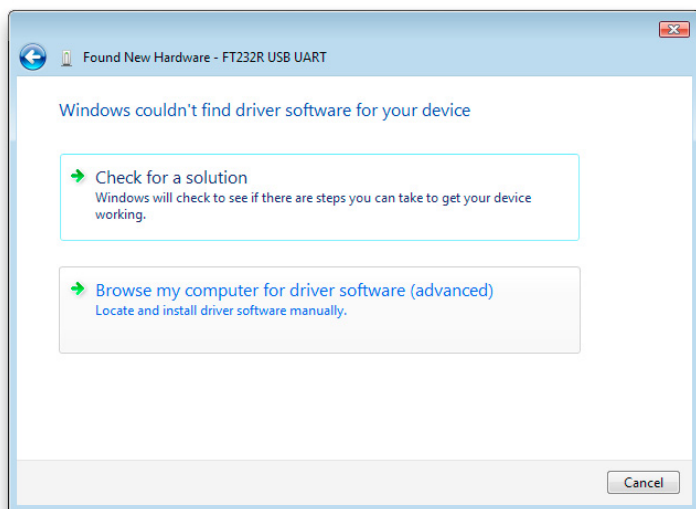 Found New Hardware - FT232R USB UART
Windows couldn't find driver software for your device
Check for a solution
Windows will check to see if there are steps you can take to get your device
working.
Browse my computer for driver software (advanced)
Locate and install driver software manually.
Cancel